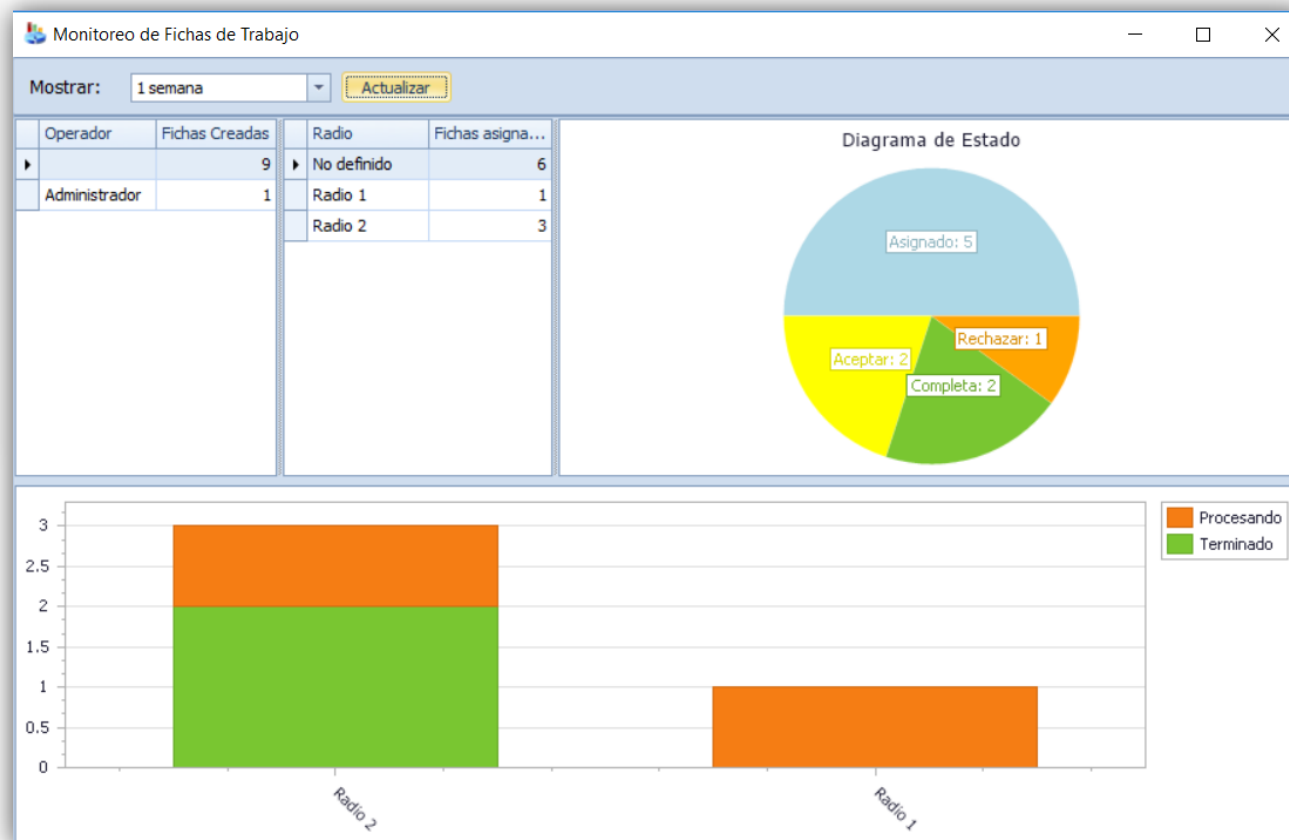 Monitoreo de Fichas de Trabajo
Mostrar: 1 semana Actualizar
Operador Fichas Creadas
9
Administrador 1
Radio Fichas asigna...
No definido 6
Radio 1 1
Radio 2 3
Diagrama de Estado
Asignado: 5
Rechazar: 1
Aceptar: 2
Completa: 2
3
2.5
2
1.5
1
0.5
0
Radio 2
Radio 1
Procesando
Terminado